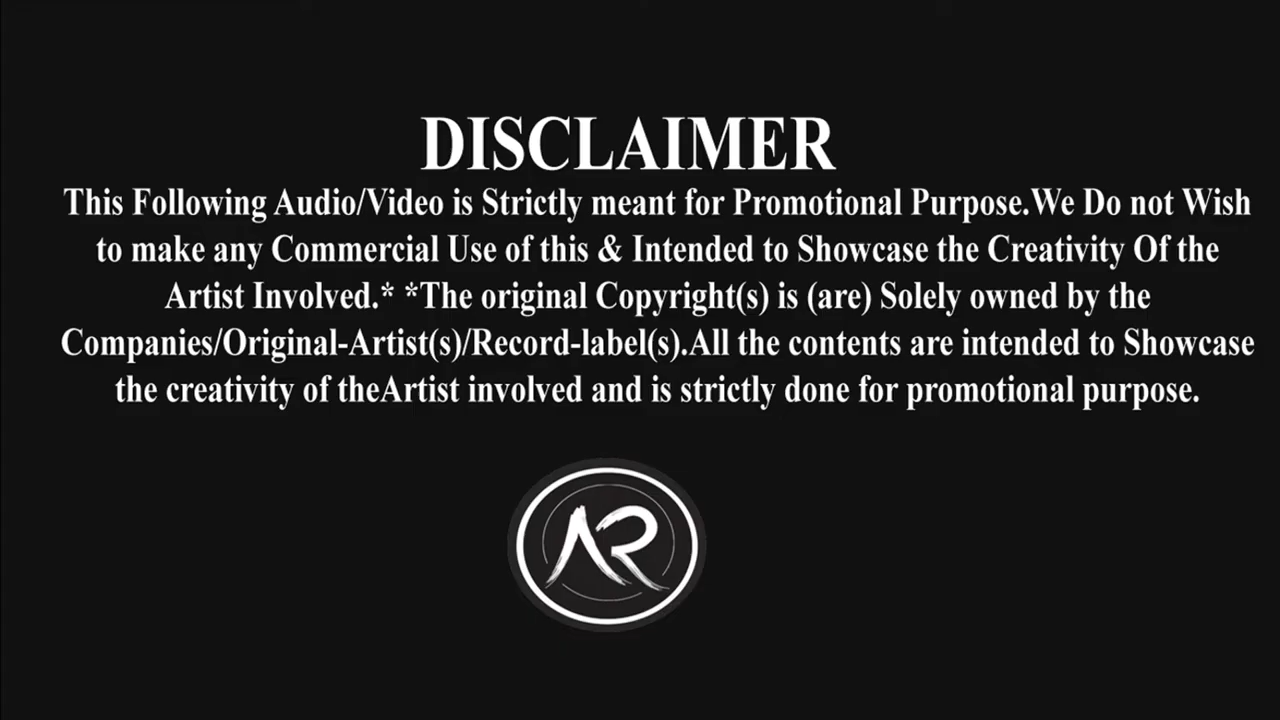 DISCLAIMER
This Following Audio/Video is Strictly meant for Promotional Purpose.We Do not Wish
to make any Commercial Use of this & Intended to Showcase the Creativity Of the
Artist Involved.* *The original Copyright(s) is (are) Solely owned by the
Companies/Original-Artist(s)/Record-label(s).All the contents are intended to Showcase
the creativity of theArtist involved and is strictly done for promotional purpose.
AR